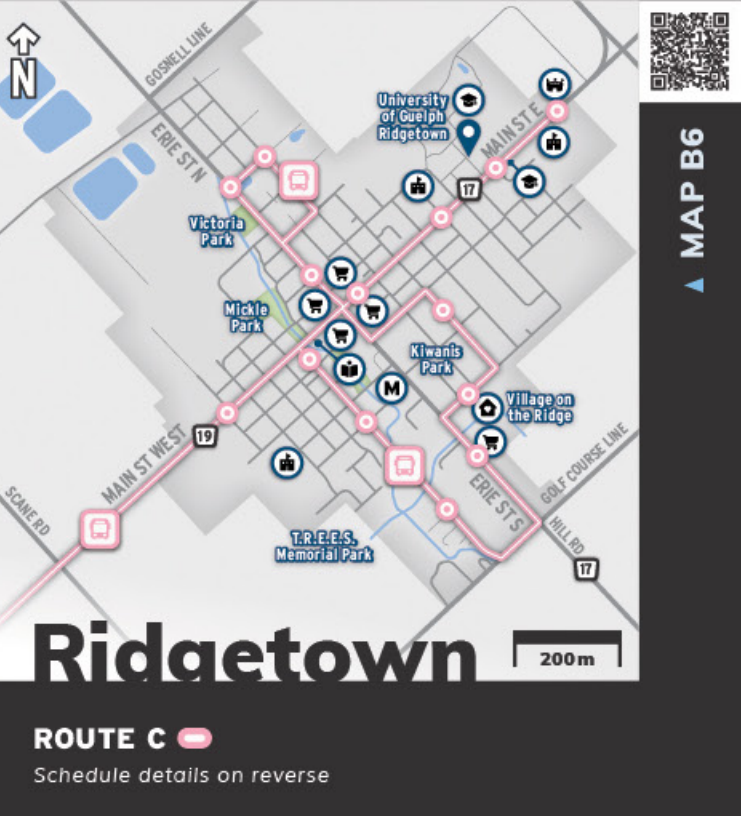 N
GOSNELL LINE
ERIE ST N
University
of Guelph
Ridgetown
MAIN ST E
17
Victoria
Park
Mickle
Park
Kiwanis
Park
M
Village on
the Ridge
19
MAIN ST WEST
SCANE RD
ERIE ST S
GOLF COURSE LINE
HILL RD
17
T.R.E.E.S.
Memorial Park
Ridgetown
200m
MAP B6
ROUTE C
Schedule details on reverse